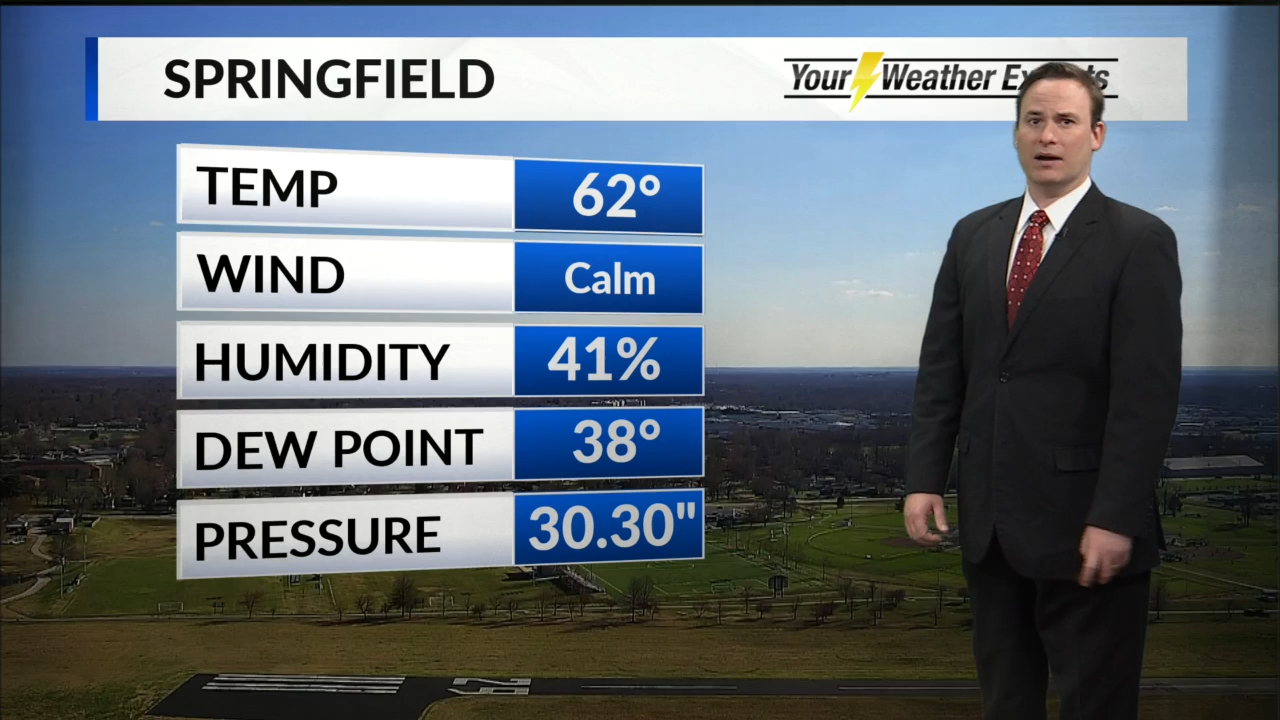 SPRINGFIELD
Your Weather
TEMP 62°
WIND Calm
HUMIDITY 41%
DEW POINT 38°
PRESSURE 30.30"